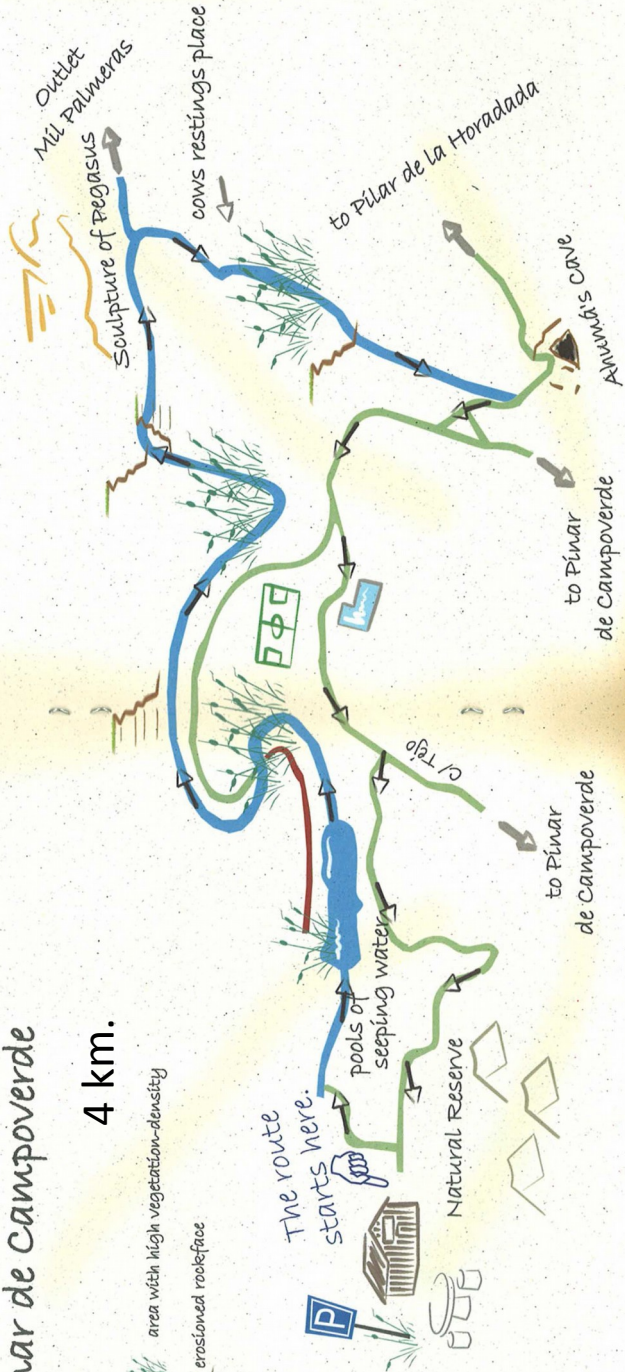 ar de Campoverde
4 km.
area with high vegetation-density
erosioned rockface
The route
starts here.
P
pools of
seeping water
Natural Reserve
C/ Tejo
to Pinar
de Campoverde
to Pinar
de Campoverde
Anumá's Cave
to Pilar de la Horadada
cows restings place
Sculpture of Pegasus
Outlet
Mil Palmeras